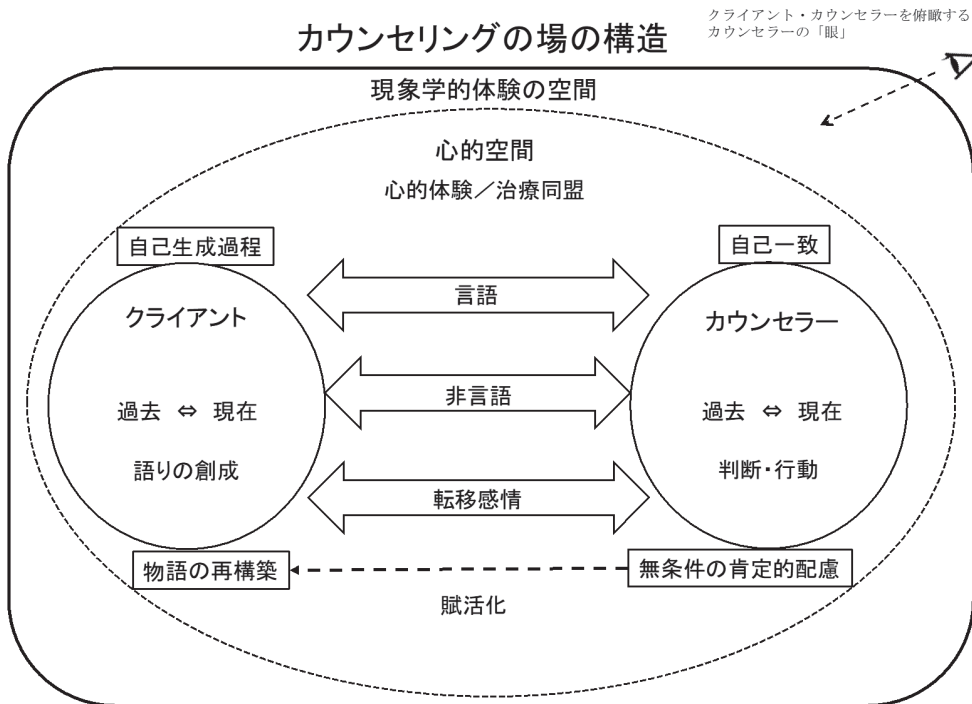 クライアント・カウンセラーを俯瞰する
カウンセラーの「眼」
カウンセリングの場の構造
現象学的体験の空間
心的空間
心的体験／治療同盟
自己生成過程
自己一致
言語
クライアント
カウンセラー
非言語
過去 ⇔ 現在
過去 ⇔ 現在
語りの創成
判断・行動
転移感情
物語の再構築
無条件の肯定的配慮
賦活化